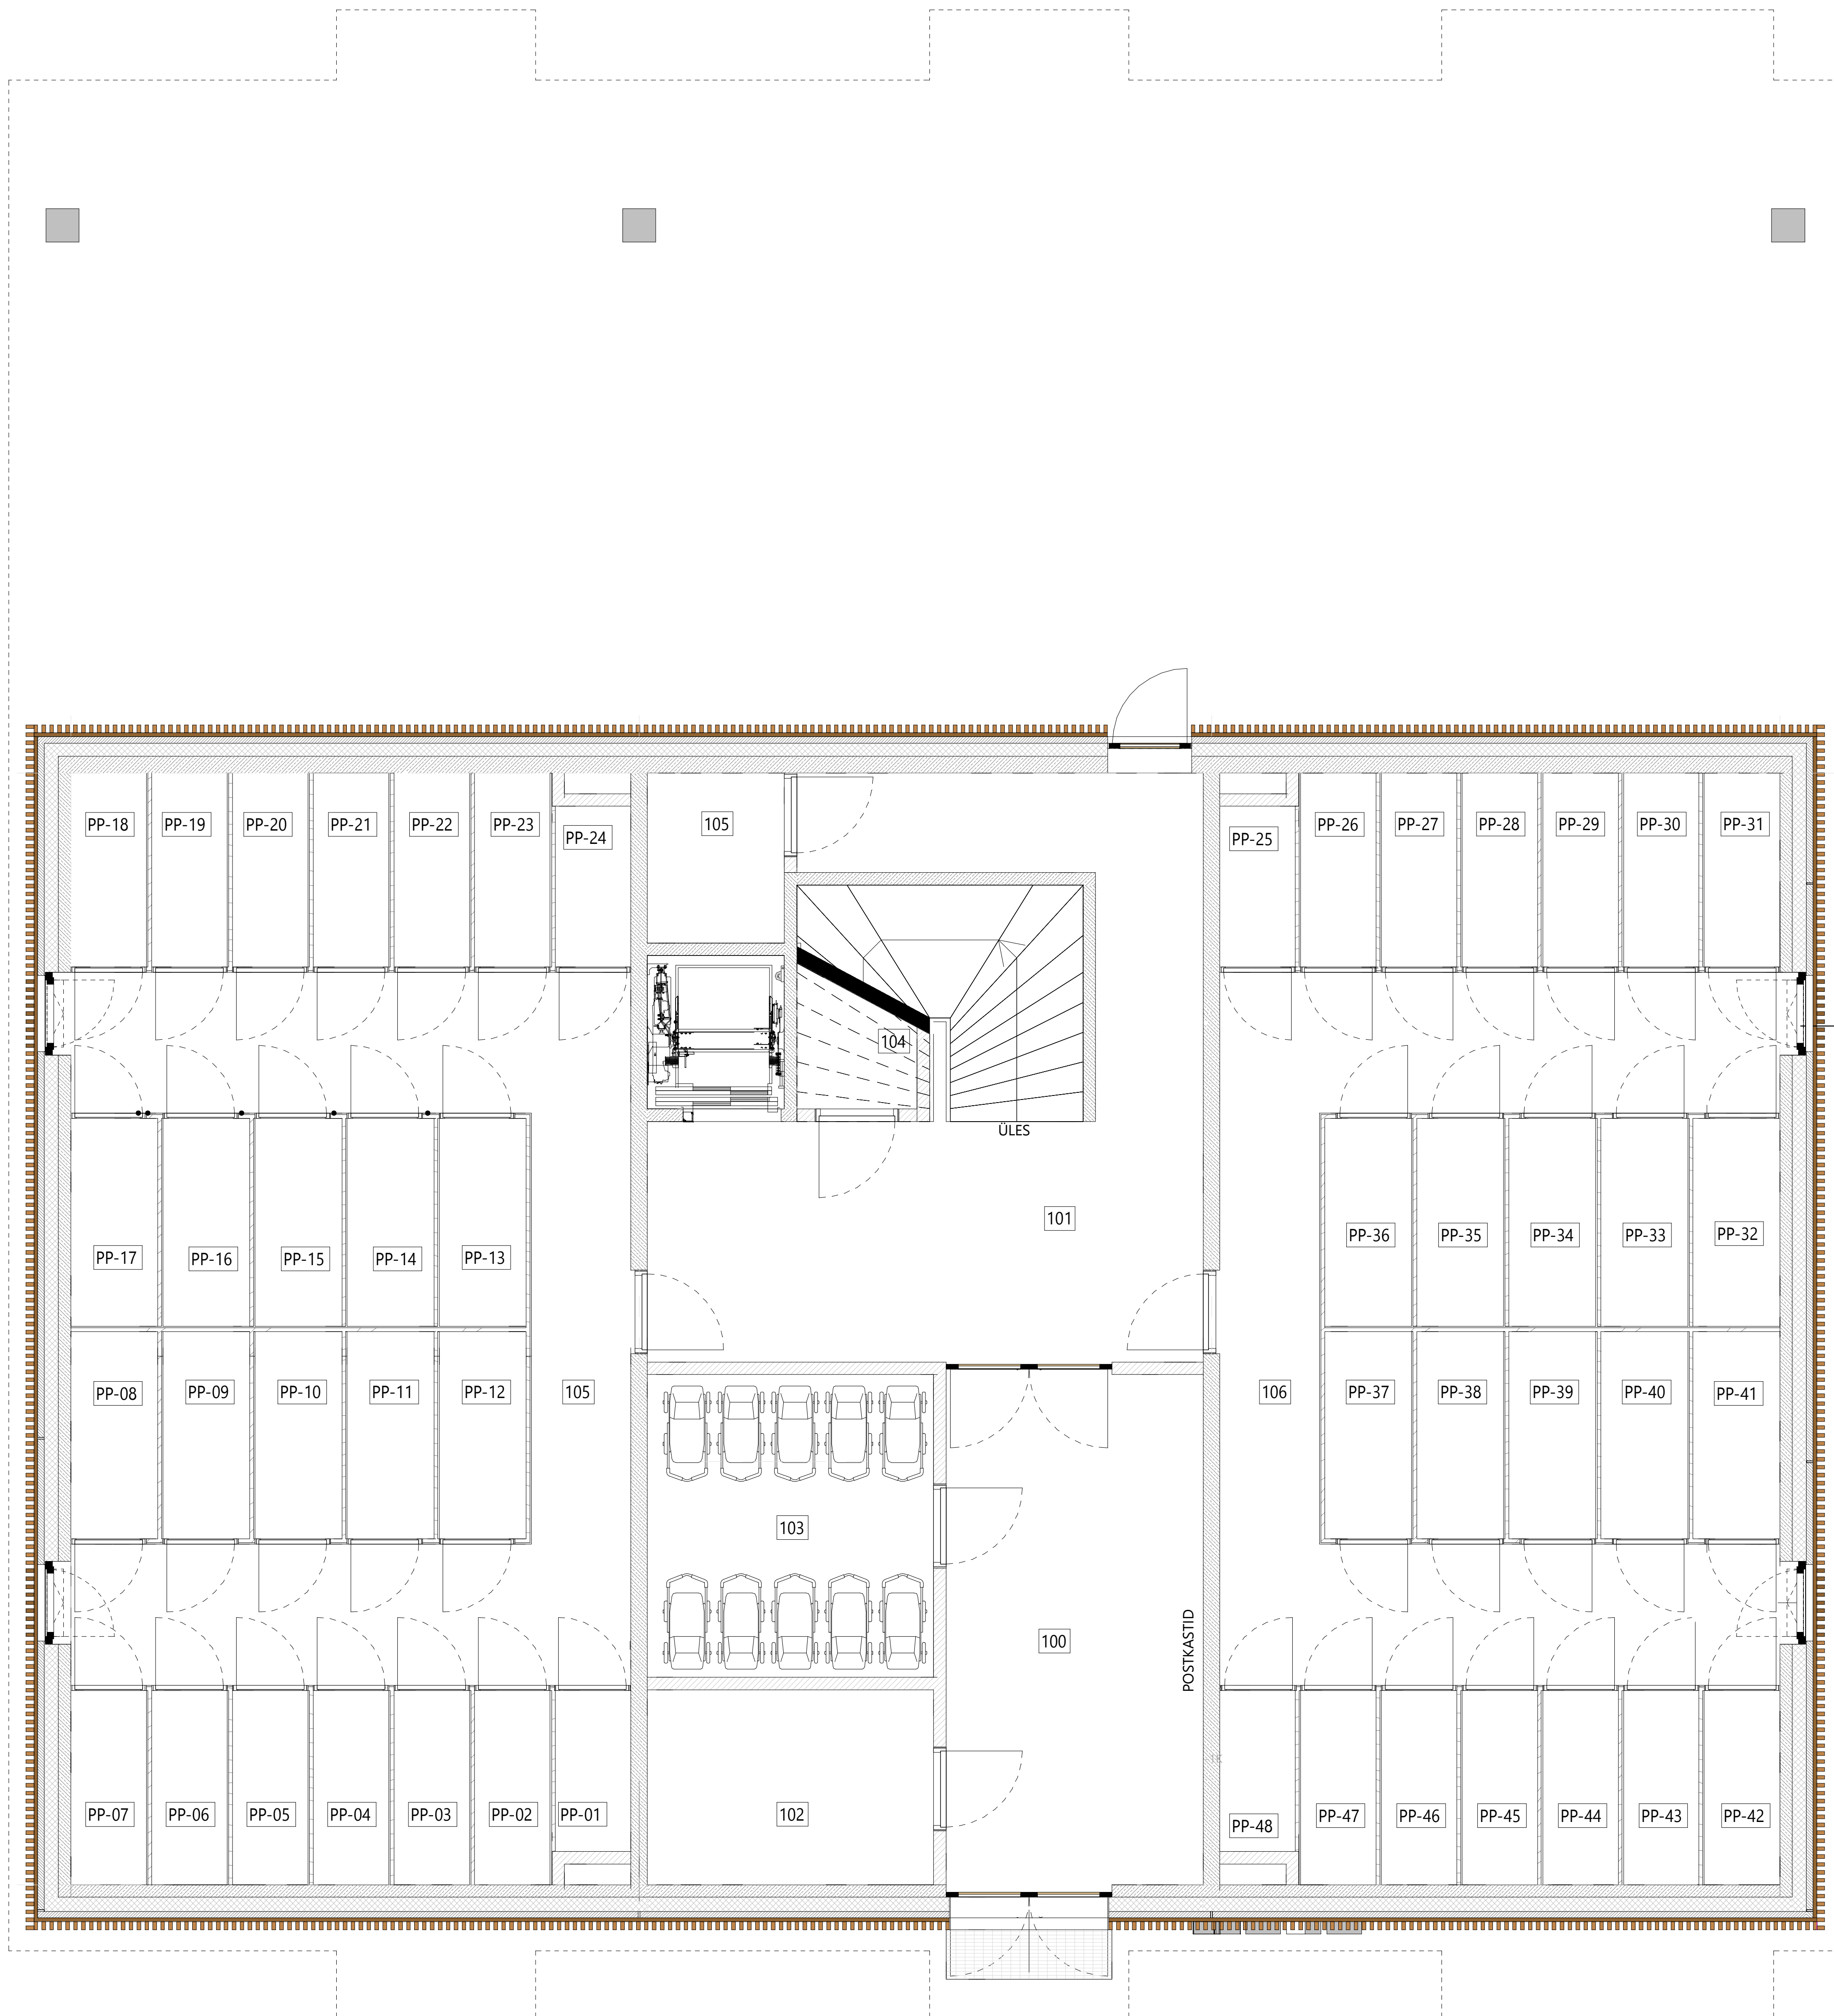 PP-18 PP-19 PP-20 PP-21 PP-22 PP-23 PP-24 105 PP-25 PP-26 PP-27 PP-28 PP-29 PP-30 PP-31
104
ÜLES
101
PP-17 PP-16 PP-15 PP-14 PP-13 PP-36 PP-35 PP-34 PP-33 PP-32
PP-08 PP-09 PP-10 PP-11 PP-12 105 106 PP-37 PP-38 PP-39 PP-40 PP-41
103
100
POSTKASTID
PP-07 PP-06 PP-05 PP-04 PP-03 PP-02 PP-01 102 PP-48 PP-47 PP-46 PP-45 PP-44 PP-43 PP-42